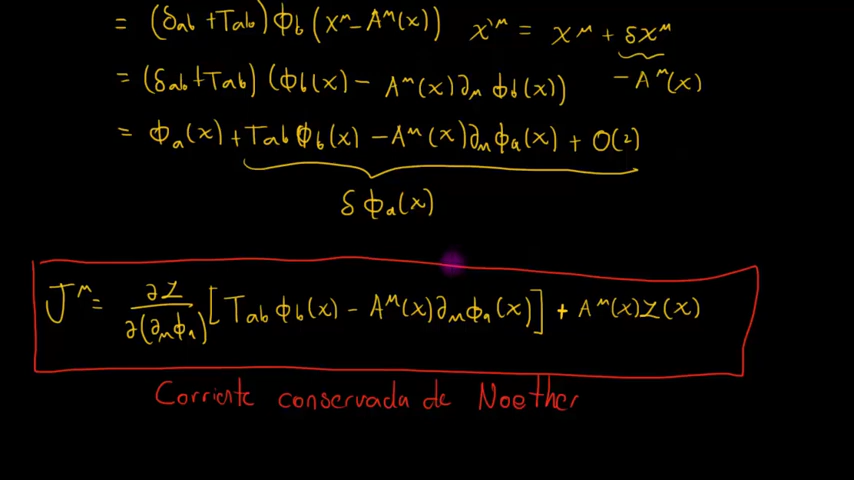 = (δab + Tab) ϕb (x^μ - A^μ(x)) x'^μ = x^μ + δx^μ
= (δab + Tab) (ϕb(x) - A^μ(x)∂μ ϕb(x)) - A^μ(x)
= ϕa(x) + Tab ϕb(x) - A^μ(x)∂μ ϕa(x) + O(2)
δ ϕa(x)
J^μ = ∂ℒ/∂(∂μϕa) [Tab ϕb(x) - A^μ(x)∂μϕa(x)] + A^μ(x)ℒ(x)
Corriente conservada de Noether